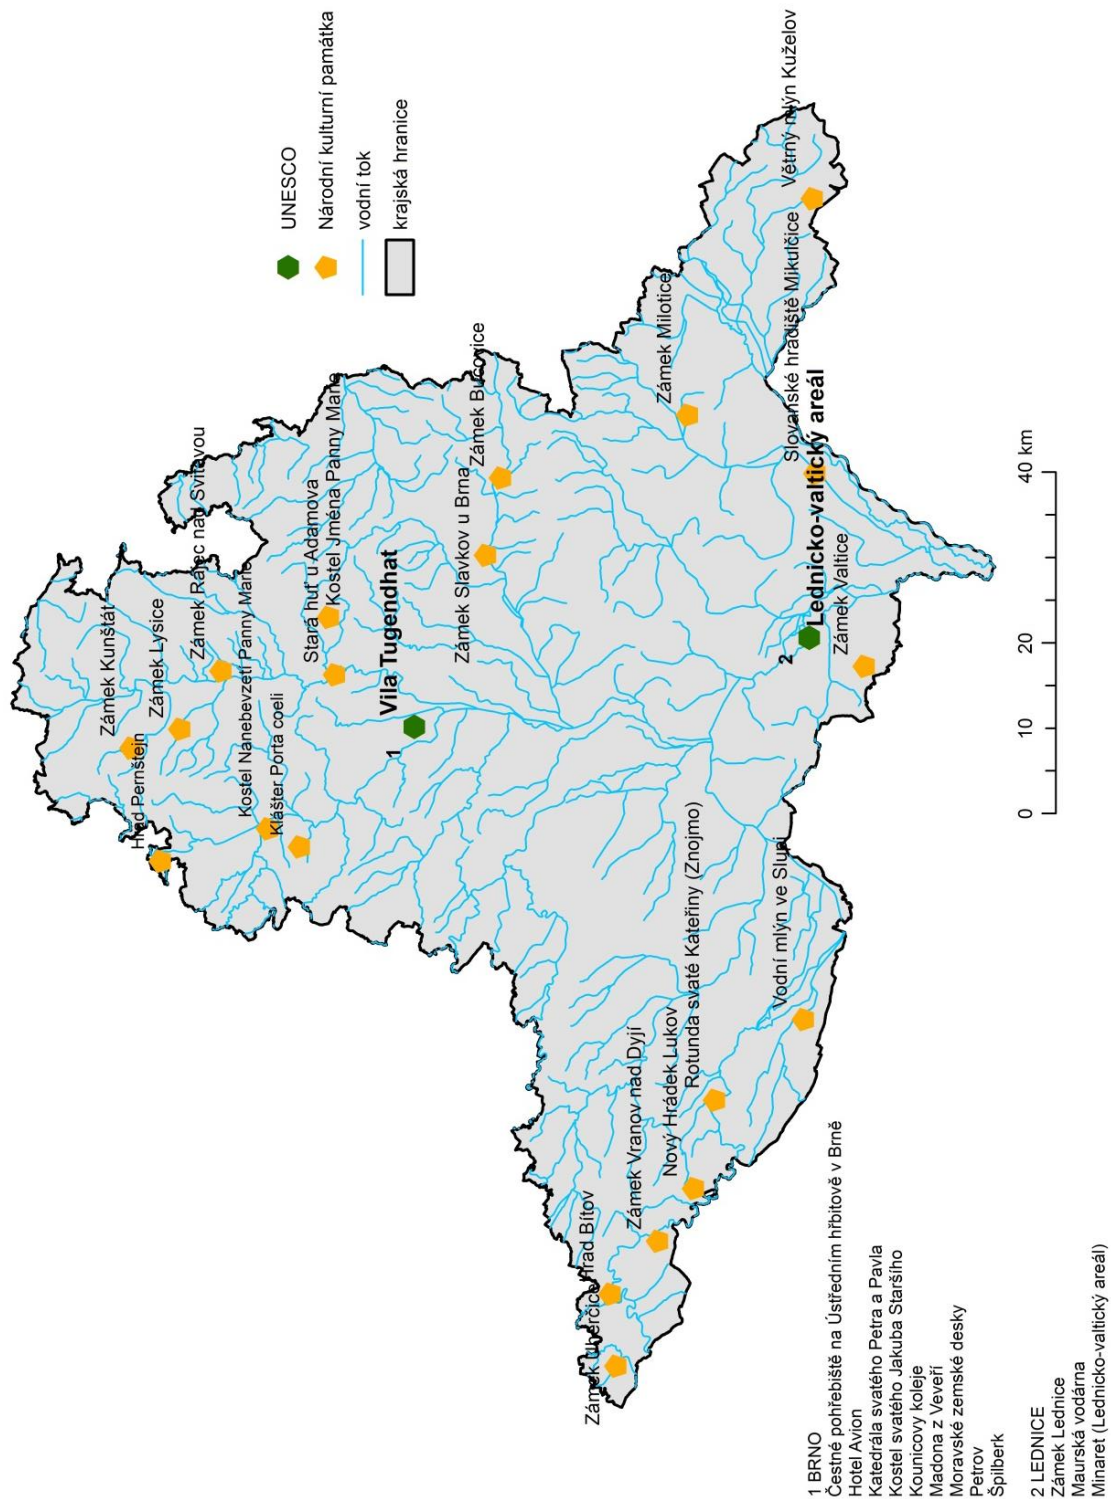 UNESCO
Národní kulturní památka
vodní tok
krajská hranice
Hrad Pernštejn
Zámek Kunštát
Zámek Lysice
Zámek Rájec nad Svitavou
Kostel Nanebevzetí Panny Marie
Klášter Porta coeli
Stará huť u Adamova
Kostel Jména Panny Marie
Vila Tugendhat
1
Zámek Slavkov u Brna
Zámek Bučovice
Zámek Milotice
Větrný mlýn Kuželov
Slovanské hradiště Mikulčice
Lednicko-valtický areál
2
Zámek Valtice
Zámek Uherčice
Hrad Bítov
Zámek Vranov nad Dyjí
Nový Hrádek Lukov
Rotunda svaté Kateřiny (Znojmo)
Vodní mlýn ve Slupi
0 10 20 40 km
1 BRNO
Čestné pohřebiště na Ústředním hřbitově v Brně
Hotel Avion
Katedrála svatého Petra a Pavla
Kostel svatého Jakuba Staršího
Kounicovy koleje
Madona z Veveří
Moravské zemské desky
Petrov
Špilberk
2 LEDNICE
Zámek Lednice
Maurská vodárna
Minaret (Lednicko-valtický areál)